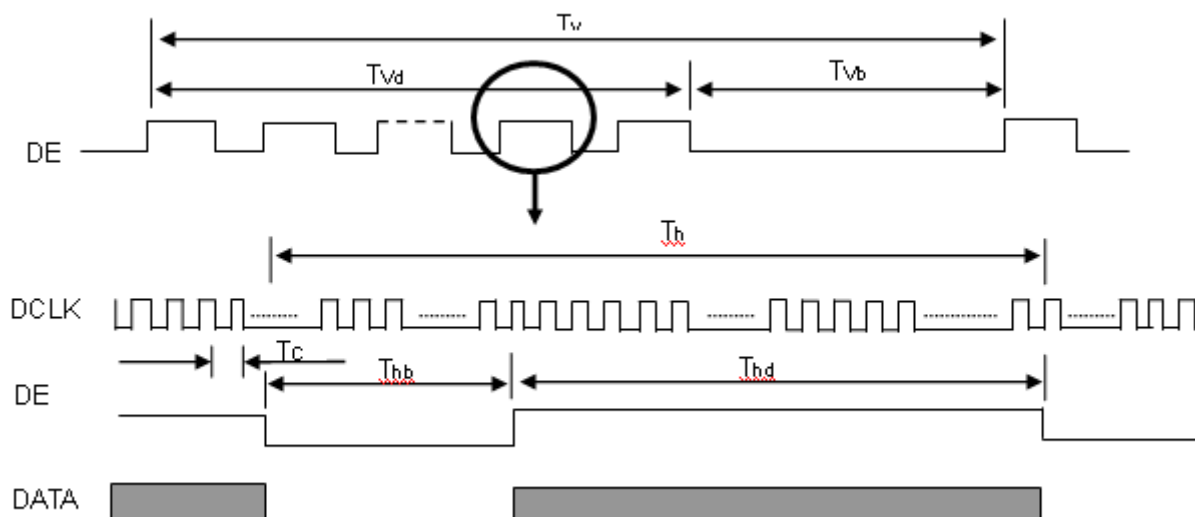 Tv
TVd
TVb
DE
Th
DCLK
Tc
Thb
Thd
DE
DATA